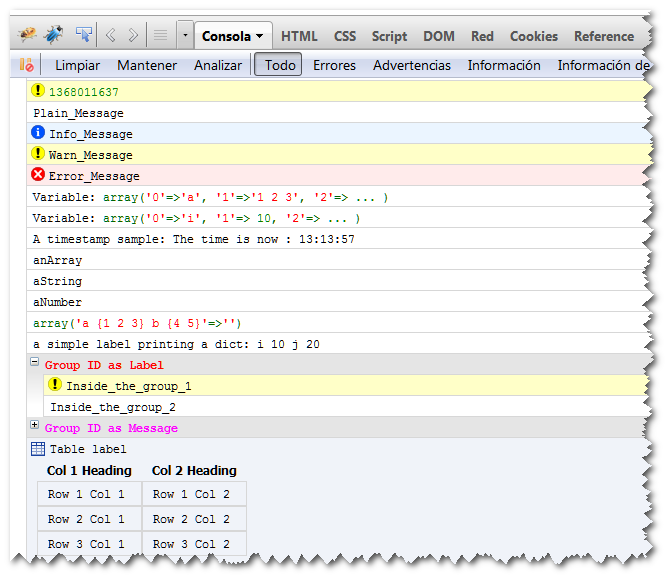 Consola HTML CSS Script DOM Red Cookies Reference
Limpiar Mantener Analizar Todo Errores Advertencias Información Información de
1368011637
Plain_Message
Info_Message
Warn_Message
Error_Message
Variable: array('0'=>'a', '1'=>'1 2 3', '2'=> ... )
Variable: array('0'=>'i', '1'=> 10, '2'=> ... )
A timestamp sample: The time is now : 13:13:57
anArray
aString
aNumber
array('a {1 2 3} b {4 5}'=>'')
a simple label printing a dict: i 10 j 20
Group ID as Label
Inside_the_group_1
Inside_the_group_2
Group ID as Message
Table label
Col 1 Heading Col 2 Heading
Row 1 Col 1 Row 1 Col 2
Row 2 Col 1 Row 2 Col 2
Row 3 Col 1 Row 3 Col 2